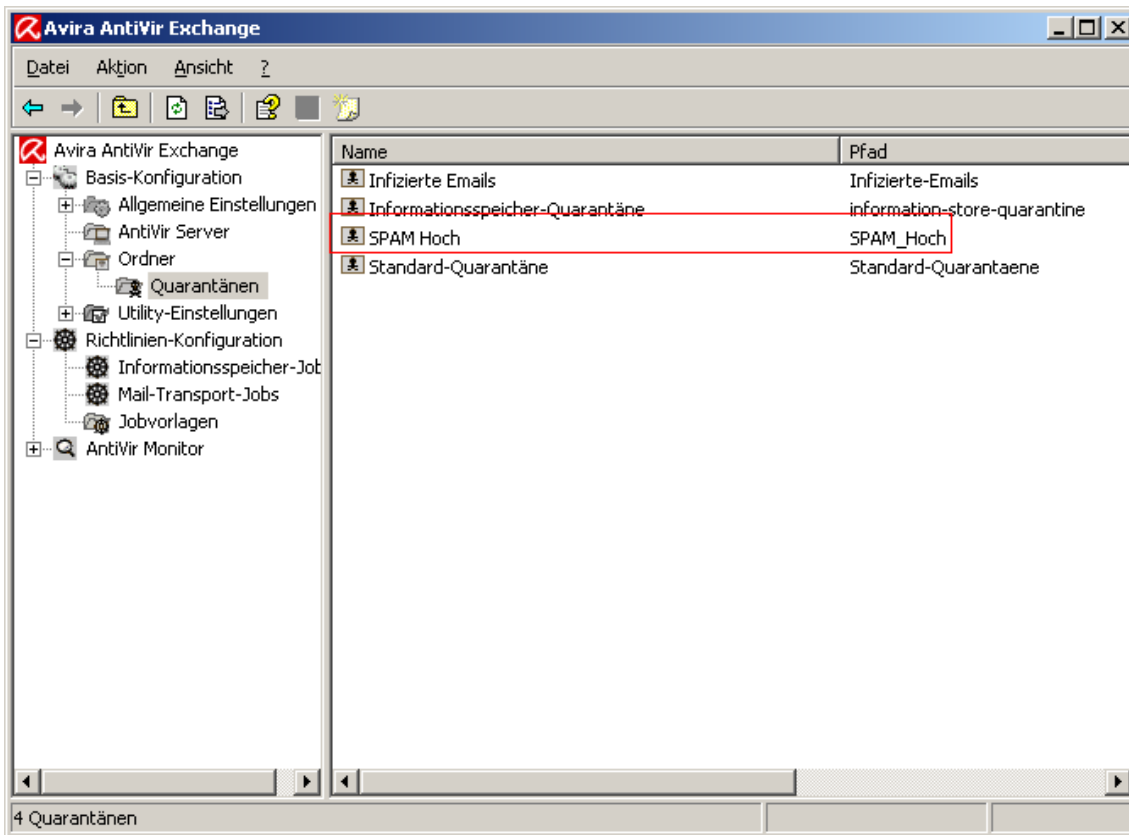 Avira AntiVir Exchange
Datei Aktion Ansicht ?
Avira AntiVir Exchange
Basis-Konfiguration
Allgemeine Einstellungen
AntiVir Server
Ordner
Quarantänen
Utility-Einstellungen
Richtlinien-Konfiguration
Informationsspeicher-Job
Mail-Transport-Jobs
Jobvorlagen
AntiVir Monitor
Name Pfad
Infizierte Emails Infizierte-Emails
Informationsspeicher-Quarantäne information-store-quarantine
SPAM Hoch SPAM_Hoch
Standard-Quarantäne Standard-Quarantaene
4 Quarantänen